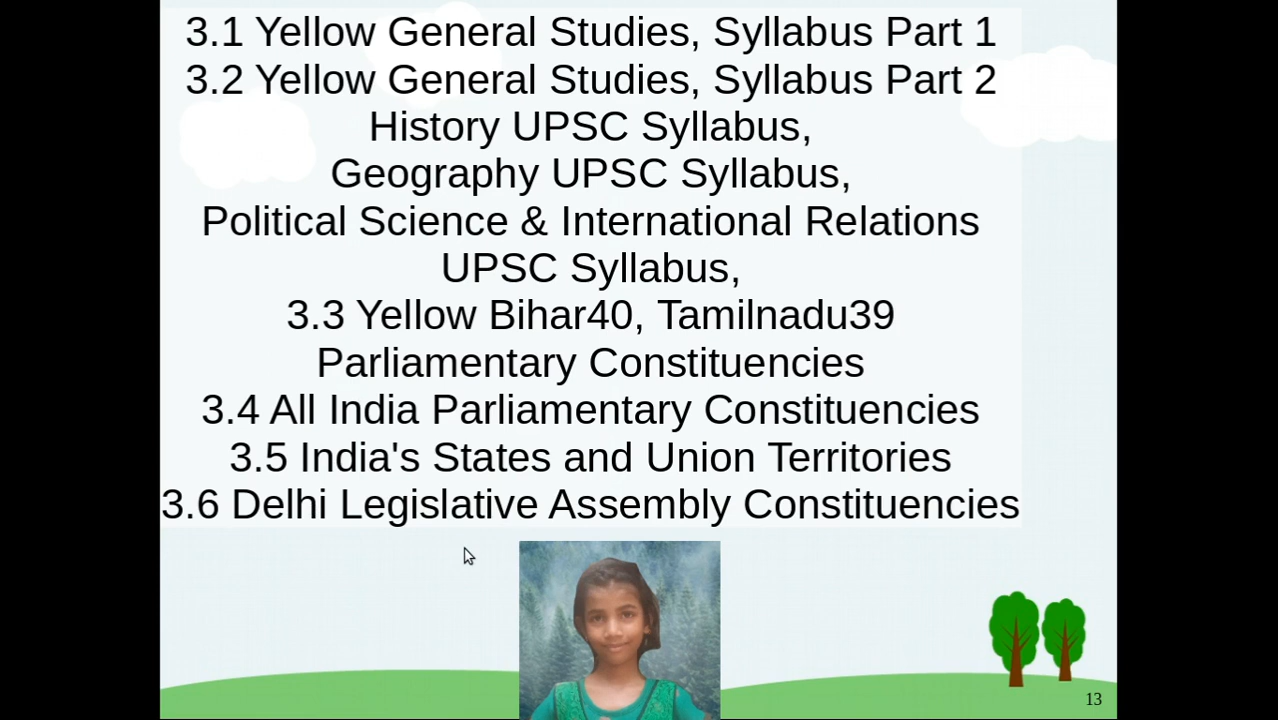 3.1 Yellow General Studies, Syllabus Part 1
3.2 Yellow General Studies, Syllabus Part 2
History UPSC Syllabus,
Geography UPSC Syllabus,
Political Science & International Relations
UPSC Syllabus,
3.3 Yellow Bihar40, Tamilnadu39
Parliamentary Constituencies
3.4 All India Parliamentary Constituencies
3.5 India's States and Union Territories
3.6 Delhi Legislative Assembly Constituencies
13